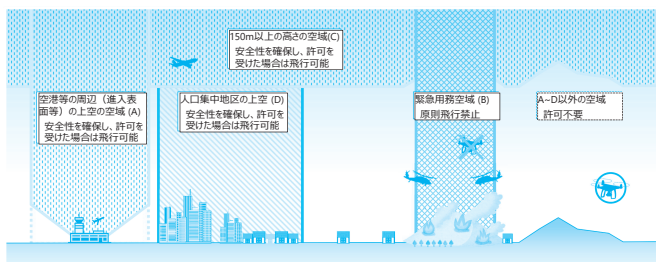 150m以上の高さの空域(C)
安全性を確保し、許可を
受けた場合は飛行可能
空港等の周辺（進入表
面等）の上空の空域 (A)
安全性を確保し、許可を
受けた場合は飛行可能
人口集中地区の上空 (D)
安全性を確保し、許可を
受けた場合は飛行可能
緊急用務空域 (B)
原則飛行禁止
A~D以外の空域
許可不要